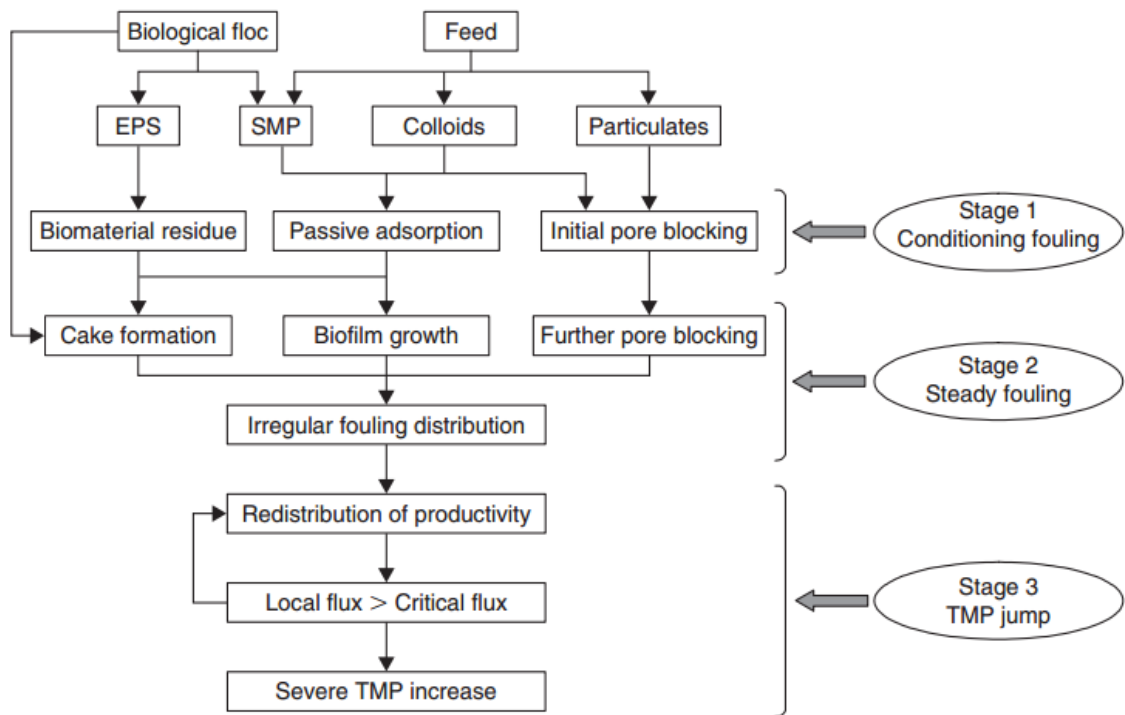 Biological floc
Feed
EPS
SMP
Colloids
Particulates
Biomaterial residue
Passive adsorption
Initial pore blocking
Stage 1
Conditioning fouling
Cake formation
Biofilm growth
Further pore blocking
Stage 2
Steady fouling
Irregular fouling distribution
Redistribution of productivity
Local flux > Critical flux
Stage 3
TMP jump
Severe TMP increase